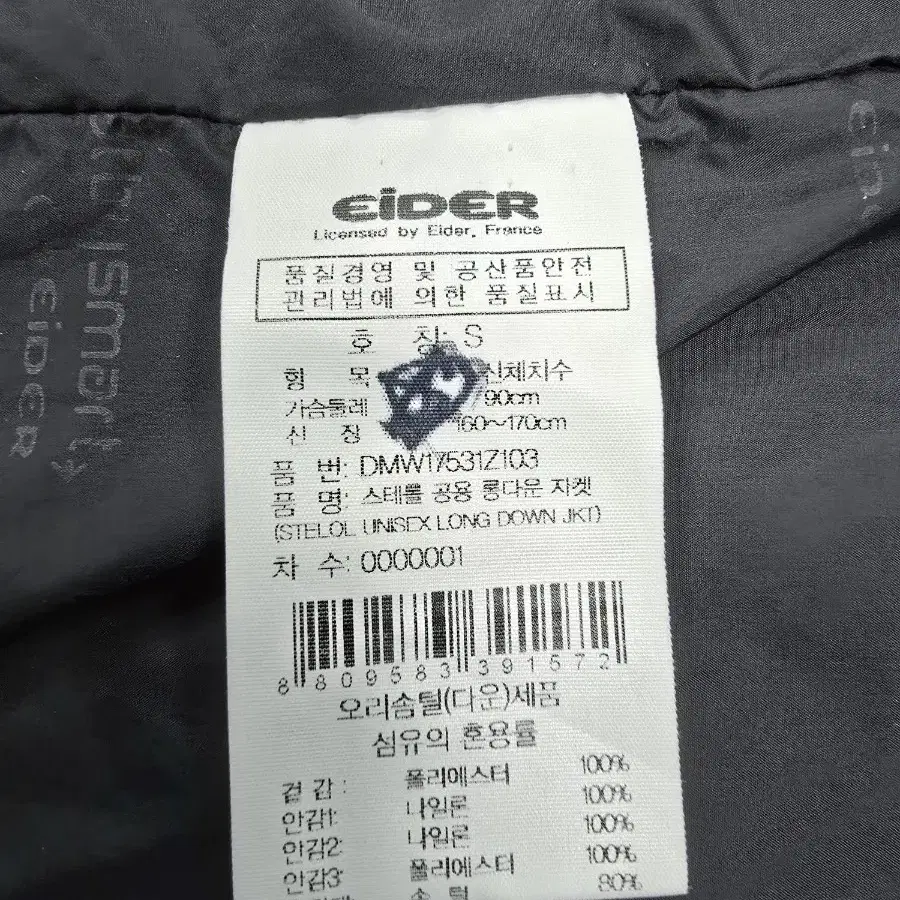 EiDER
Licensed by Eider, France
품질경영 및 공산품안전
관리법에 의한 품질표시
호 칭: S
형 목 신체치수
가슴둘레 90cm
신 장 160~170cm
품 번: DMW17531Z103
품 명: 스테롤 공용 롱다운 자켓
(STELOL UNISEX LONG DOWN JKT)
차 수: 0000001
8 809583 391572
오리솜털(다운)제품
섬유의 혼용률
겉감: 폴리에스터 100%
안감1: 나일론 100%
안감2: 나일론 100%
안감3: 폴리에스터 100%
솜털 80%
smart
EiDER